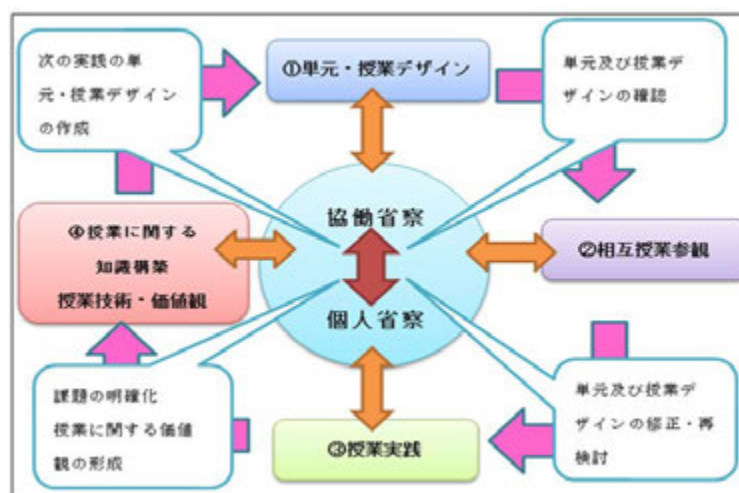 次の実践の単
元・授業デザイン
の作成
①単元・授業デザイン
単元及び授業デ
ザインの確認
協働省察
個人省察
④授業に関する
知識構築
授業技術・価値観
②相互授業参観
課題の明確化
授業に関する価値
観の形成
③授業実践
単元及び授業デ
ザインの修正・再
検討